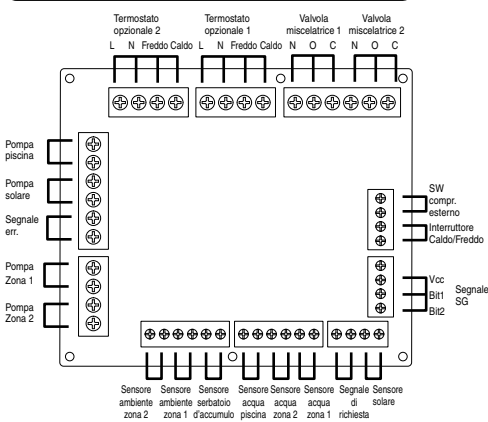 Termostato opzionale 2
Termostato opzionale 1
Valvola miscelatrice 1
Valvola miscelatrice 2
L N Freddo Caldo
L N Freddo Caldo
N O C
N O C
Pompa piscina
Pompa solare
Segnale err.
Pompa Zona 1
Pompa Zona 2
SW compr. esterno
Interruttore Caldo/Freddo
Vcc
Bit1
Bit2
Segnale SG
Sensore ambiente zona 2
Sensore ambiente zona 1
Sensore serbatoio d'accumulo
Sensore acqua piscina
Sensore acqua zona 2
Sensore acqua zona 1
Segnale di richiesta
Sensore solare